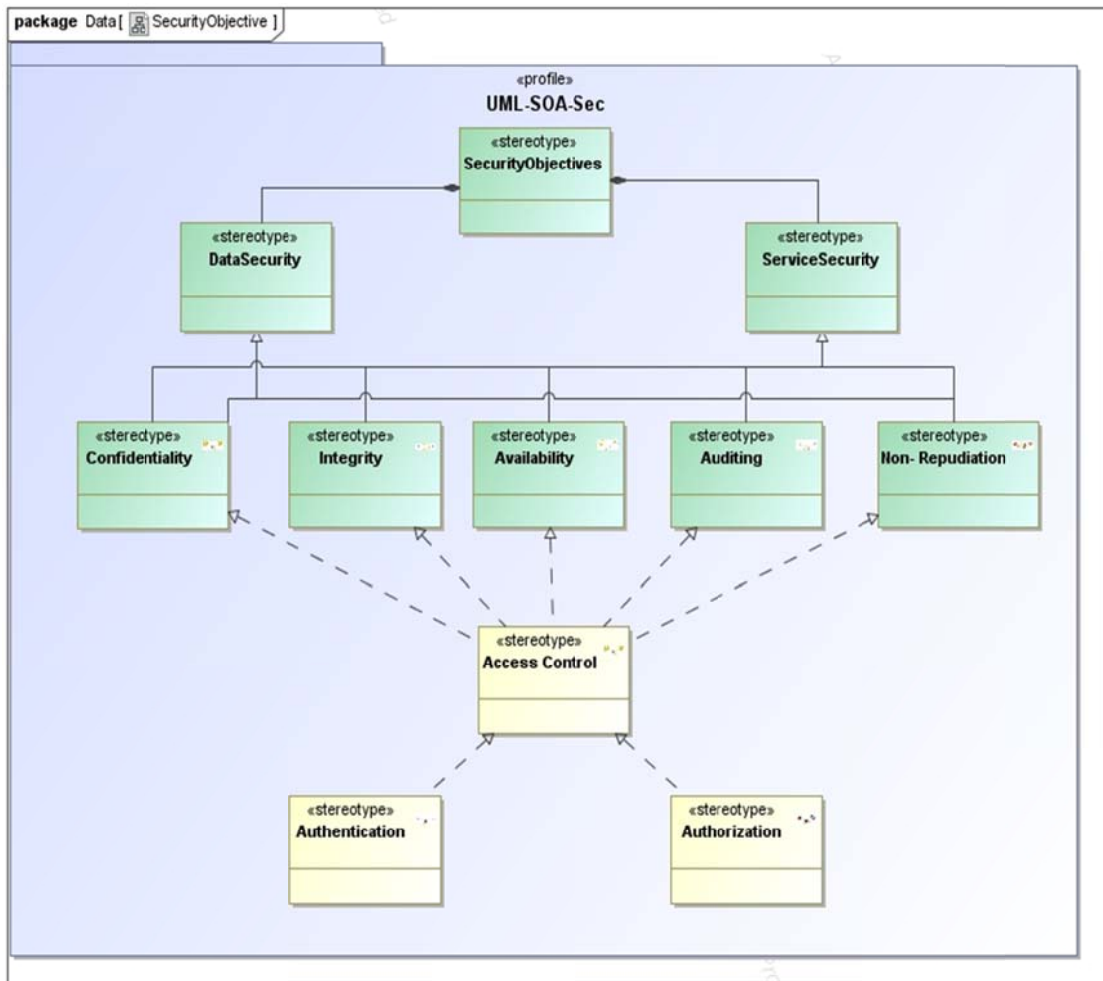 package Data [ SecurityObjective ]
«profile»
UML-SOA-Sec
«stereotype»
SecurityObjectives
«stereotype»
DataSecurity
«stereotype»
ServiceSecurity
«stereotype»
Confidentiality
«stereotype»
Integrity
«stereotype»
Availability
«stereotype»
Auditing
«stereotype»
Non- Repudiation
«stereotype»
Access Control
«stereotype»
Authentication
«stereotype»
Authorization